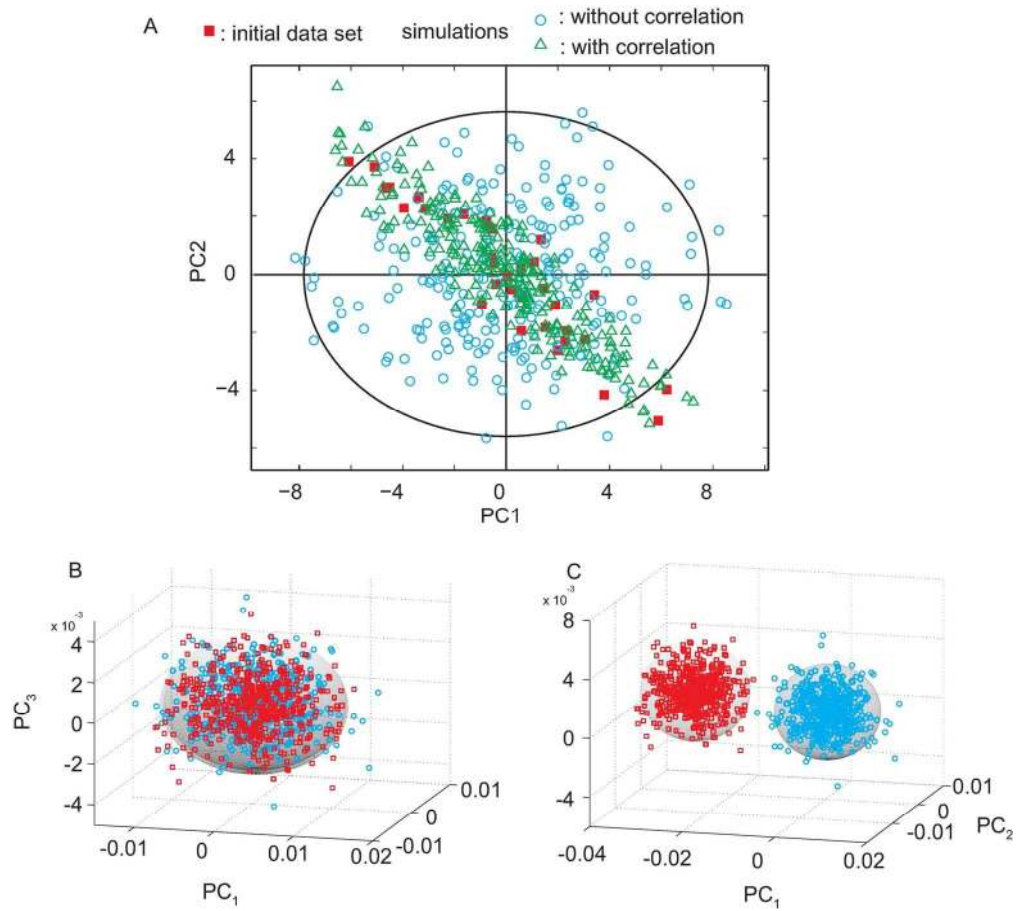 A
: initial data set simulations : without correlation
: with correlation
4
0
−4
PC2
−8 −4 0 4 8
PC1
B
x 10⁻³
4
2
0
−2
−4
PC₃
-0.01 0 0.01 0.02
-0.01
0
0.01
PC₁
C
x 10⁻³
8
4
0
−4
-0.04 -0.02 0 0.02
-0.01
0
0.01
PC₂
PC₁